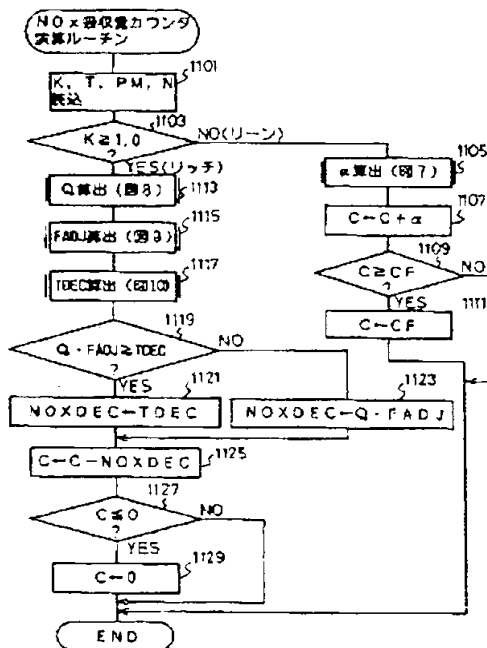 NOx吸収量カウンタ
演算ルーチン
1101
K, T, PM, N
読込
1103
K≧1.0
?
NO(リーン)
YES(リッチ)
1105
α算出(図7)
1107
C←C+α
1109
C≧CF
?
NO
YES
1111
C←CF
Q算出(図8)
1113
FADJ算出(図9)
1115
TDEC算出(図10)
1117
1119
Q・FADJ≧TDEC
?
NO
YES
1121
NOXDEC←TDEC
1123
NOXDEC←Q・FADJ
C←C−NOXDEC
1125
1127
C≦0
?
NO
YES
C←0
1129
END